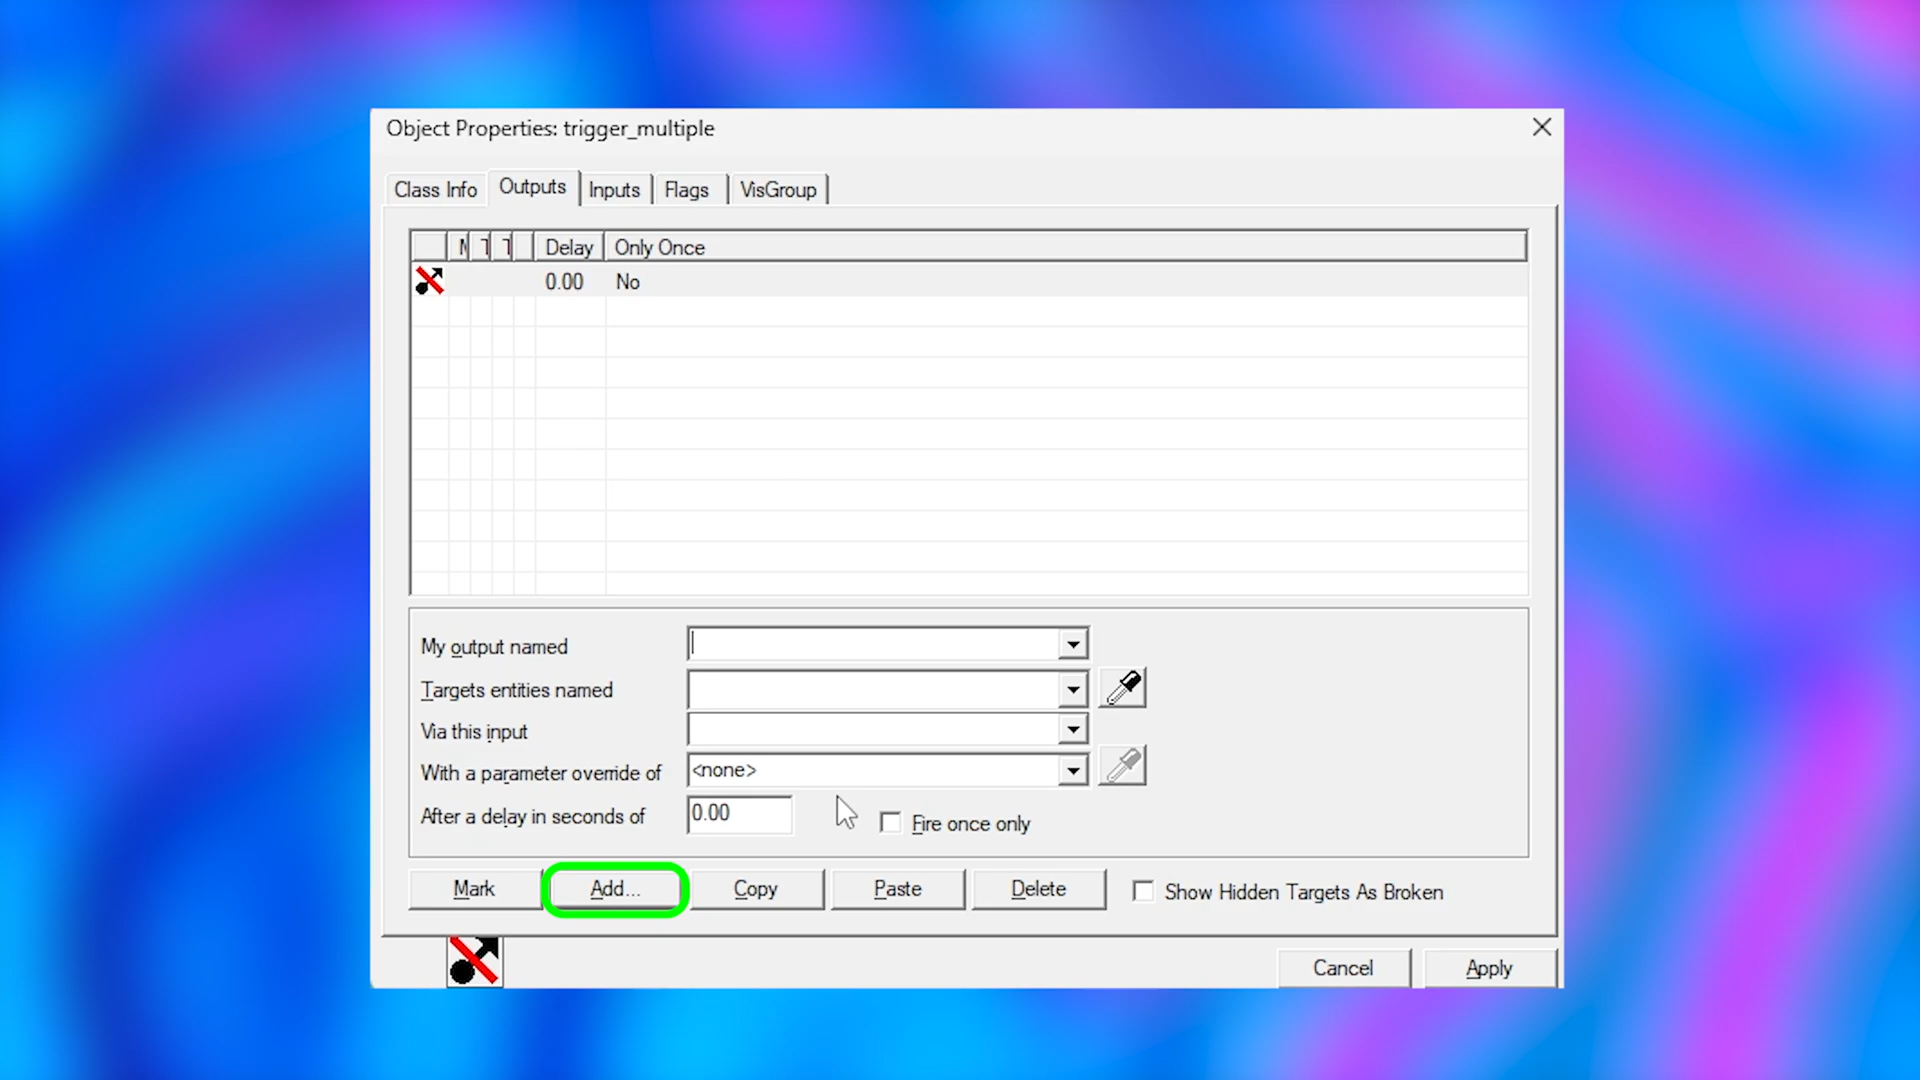 Object Properties: trigger_multiple
Class Info Outputs Inputs Flags VisGroup
Delay Only Once
0.00 No
My output named
Targets entities named
Via this input
With a parameter override of <none>
After a delay in seconds of 0.00 Fire once only
Mark Add... Copy Paste Delete Show Hidden Targets As Broken
Cancel Apply